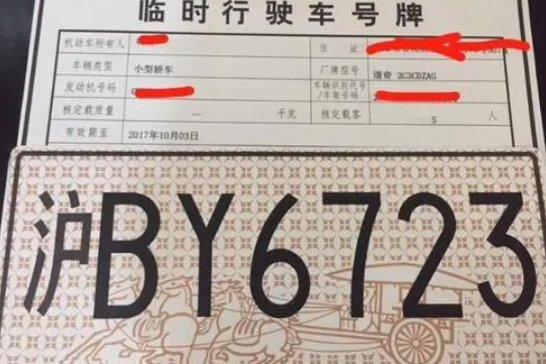 临时行驶车号牌
机动车所有人 住 址
车辆类型 小型轿车 厂牌型号 道奇 2C3CDZAG
发动机号码 车辆识别代号/车架号码
核定载质量 — 千克 核定载客 5 人
有效期至 2017年10月03日
沪BY6723